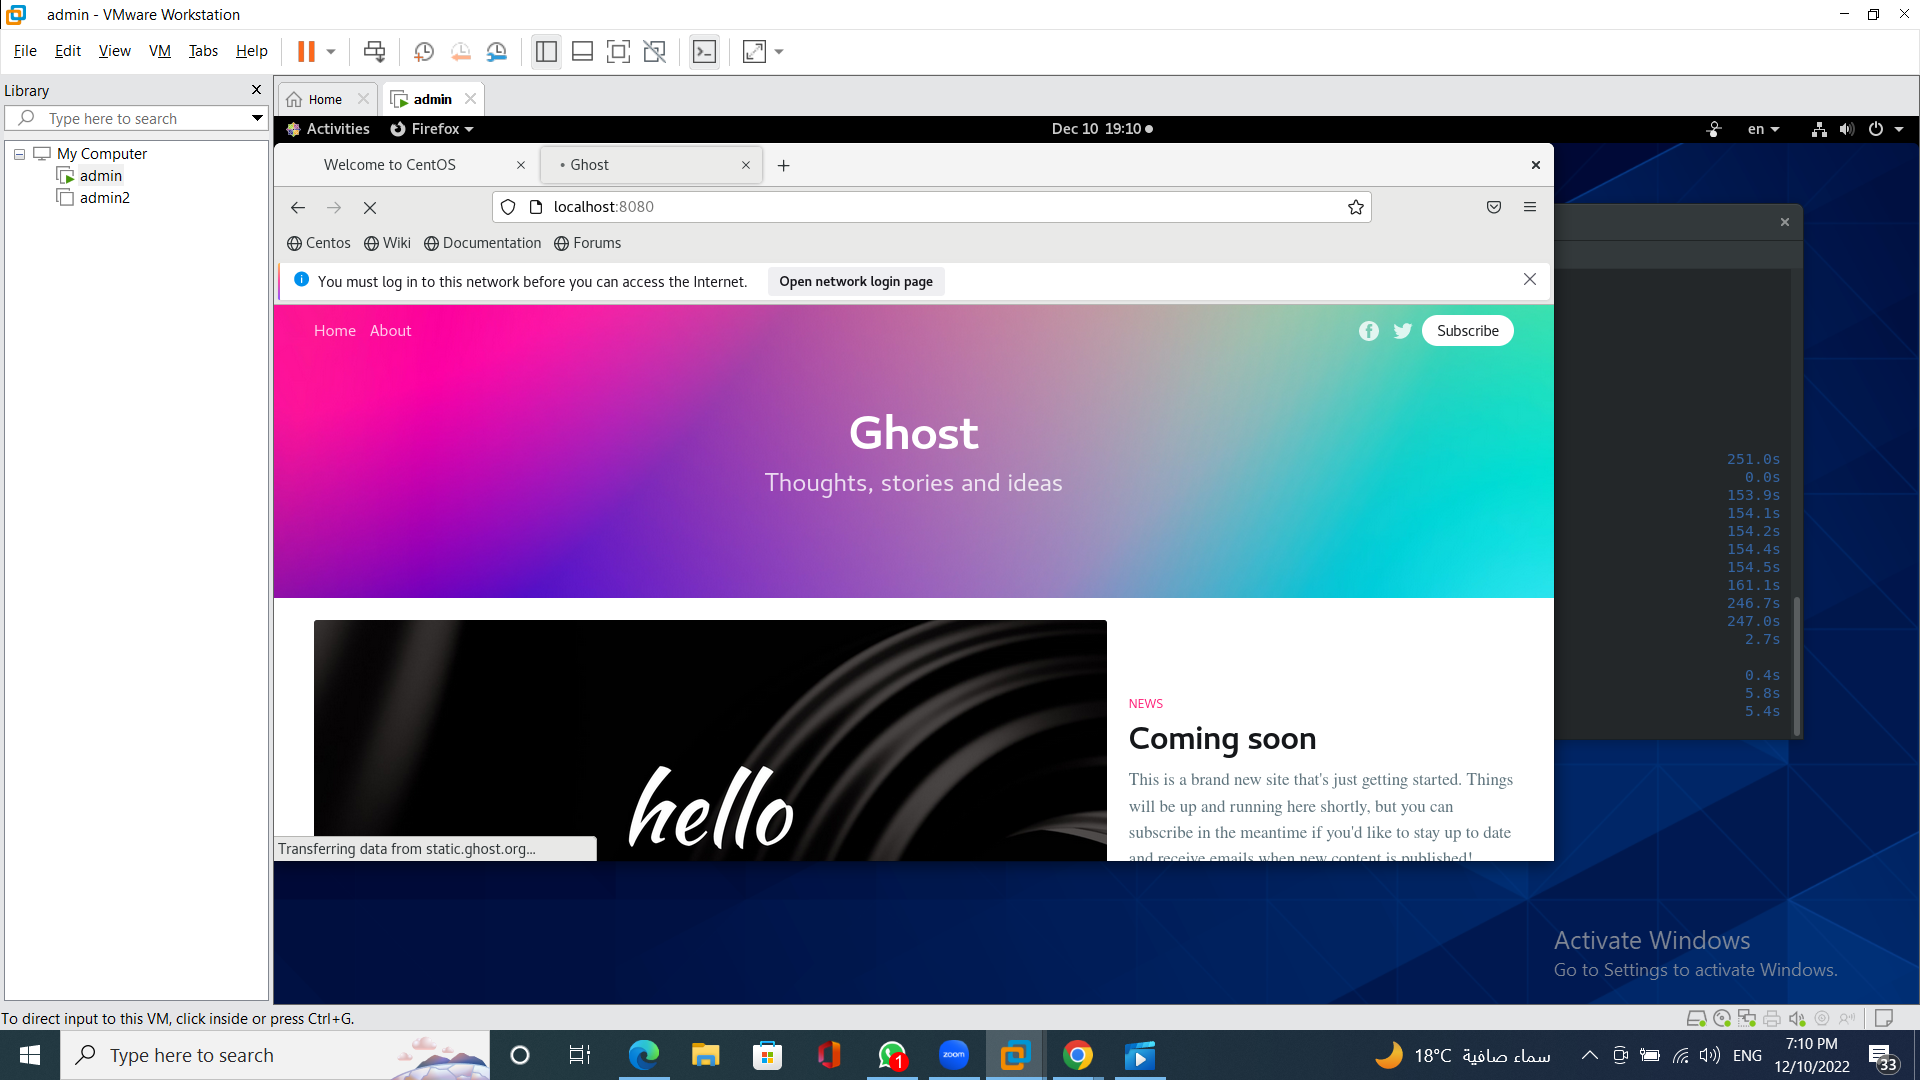 admin - VMware Workstation
File Edit View VM Tabs Help
Library
Type here to search
My Computer
admin
admin2
Home
admin
Activities
Firefox
Dec 10 19:10
en
Welcome to CentOS
Ghost
localhost:8080
Centos
Wiki
Documentation
Forums
You must log in to this network before you can access the Internet.
Open network login page
Home About
Subscribe
Ghost
Thoughts, stories and ideas
hello
NEWS
Coming soon
This is a brand new site that's just getting started. Things
will be up and running here shortly, but you can
subscribe in the meantime if you'd like to stay up to date
and receive emails when new content is published!
Transferring data from static.ghost.org...
251.0s
0.0s
153.9s
154.1s
154.2s
154.4s
154.5s
161.1s
246.7s
247.0s
2.7s
0.4s
5.8s
5.4s
Activate Windows
Go to Settings to activate Windows.
To direct input to this VM, click inside or press Ctrl+G.
Type here to search
1
zoom
18°C سماء صافية
ENG
7:10 PM
12/10/2022
33